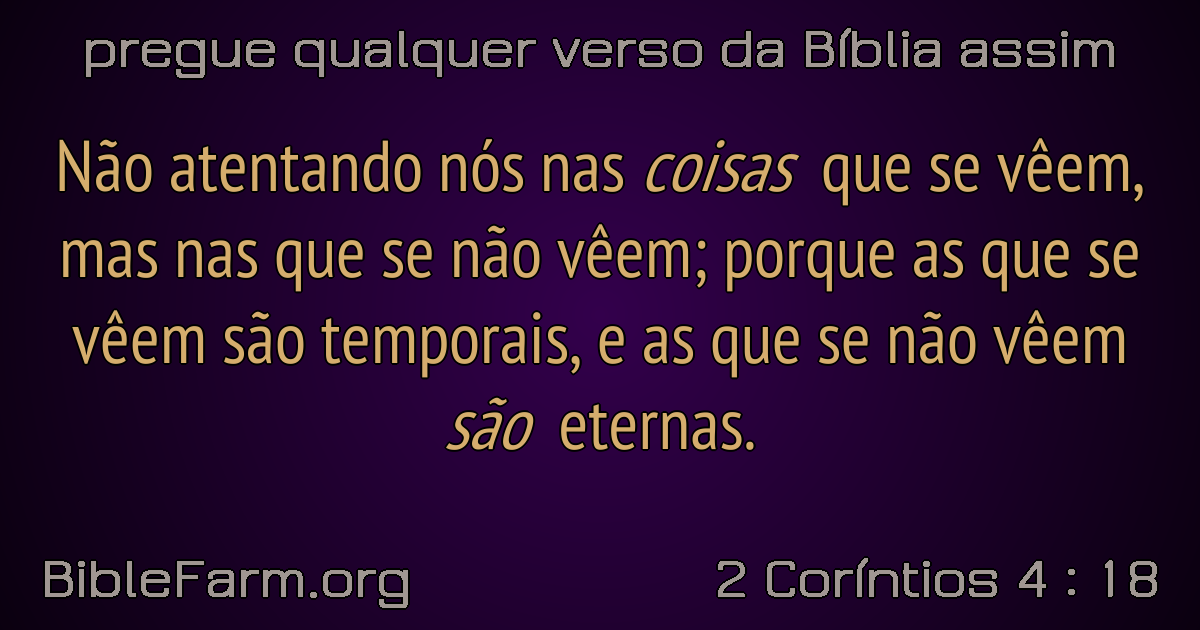 pregue qualquer verso da Bíblia assim
Não atentando nós nas coisas que se vêem,
mas nas que se não vêem; porque as que se
vêem são temporais, e as que se não vêem
são eternas.
BibleFarm.org
2 Coríntios 4 : 18